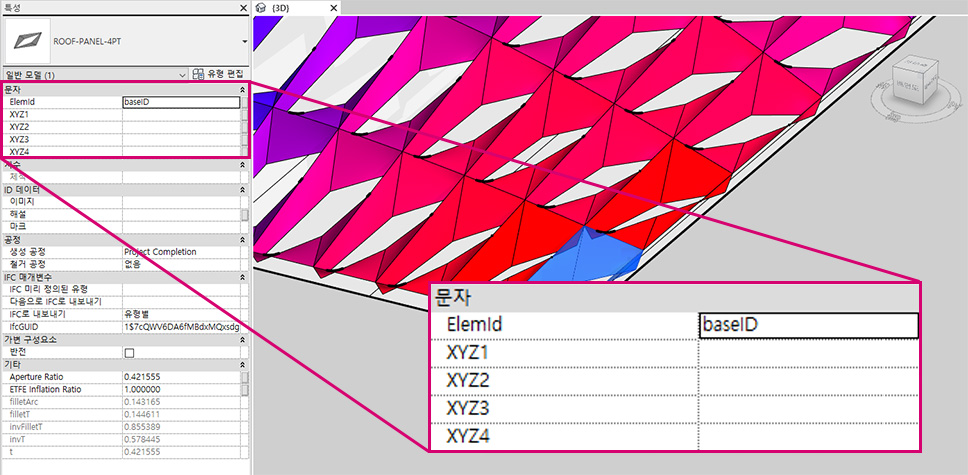 특성
{3D}
ROOF-PANEL-4PT
일반 모델 (1)
유형 편집
문자
ElemId baseID
XYZ1
XYZ2
XYZ3
XYZ4
ID 데이터
이미지
해설
마크
공정
생성 공정 Project Completion
철거 공정 없음
IFC 매개변수
IFC 미리 정의된 유형
다음으로 IFC로 내보내기
IFC로 내보내기 유형별
IfcGUID 1$7cQWV6DA6fM8dxMQxsdg
가변 구성요소
반전
기타
Aperture Ratio 0.421555
ETFE Inflation Ratio 1.000000
filletArc 0.143165
filletT 0.144611
invFilletT 0.855389
invT 0.578445
t 0.421555
문자
ElemId baseID
XYZ1
XYZ2
XYZ3
XYZ4